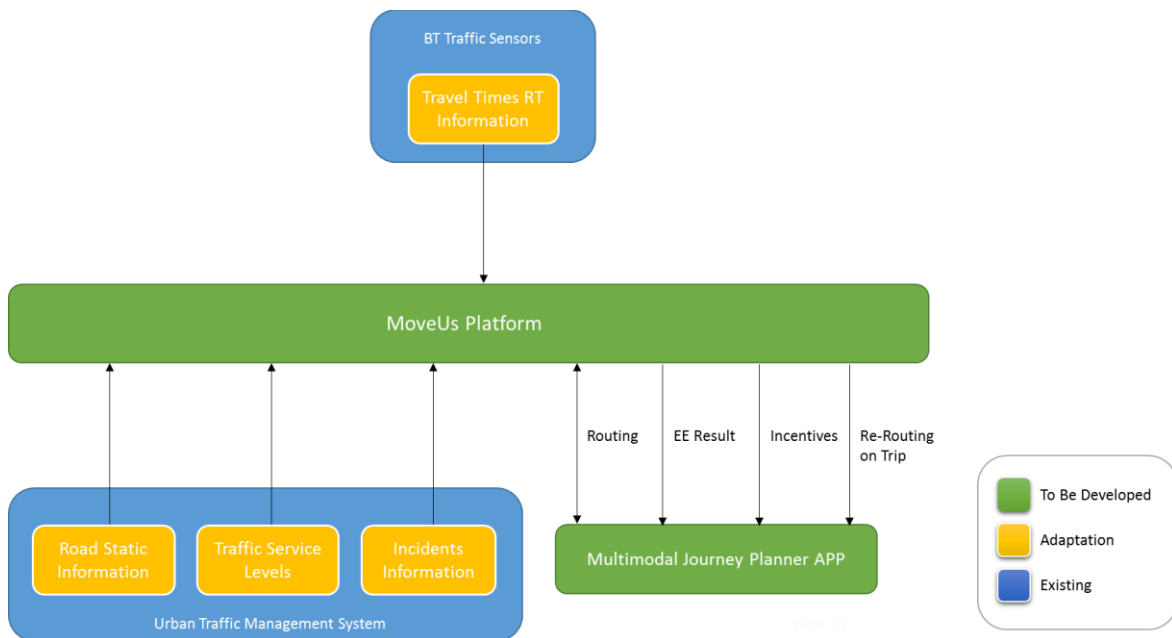 BT Traffic Sensors
Travel Times RT
Information
MoveUs Platform
Routing
EE Result
Incentives
Re-Routing
on Trip
Road Static
Information
Traffic Service
Levels
Incidents
Information
Urban Traffic Management System
Multimodal Journey Planner APP
To Be Developed
Adaptation
Existing